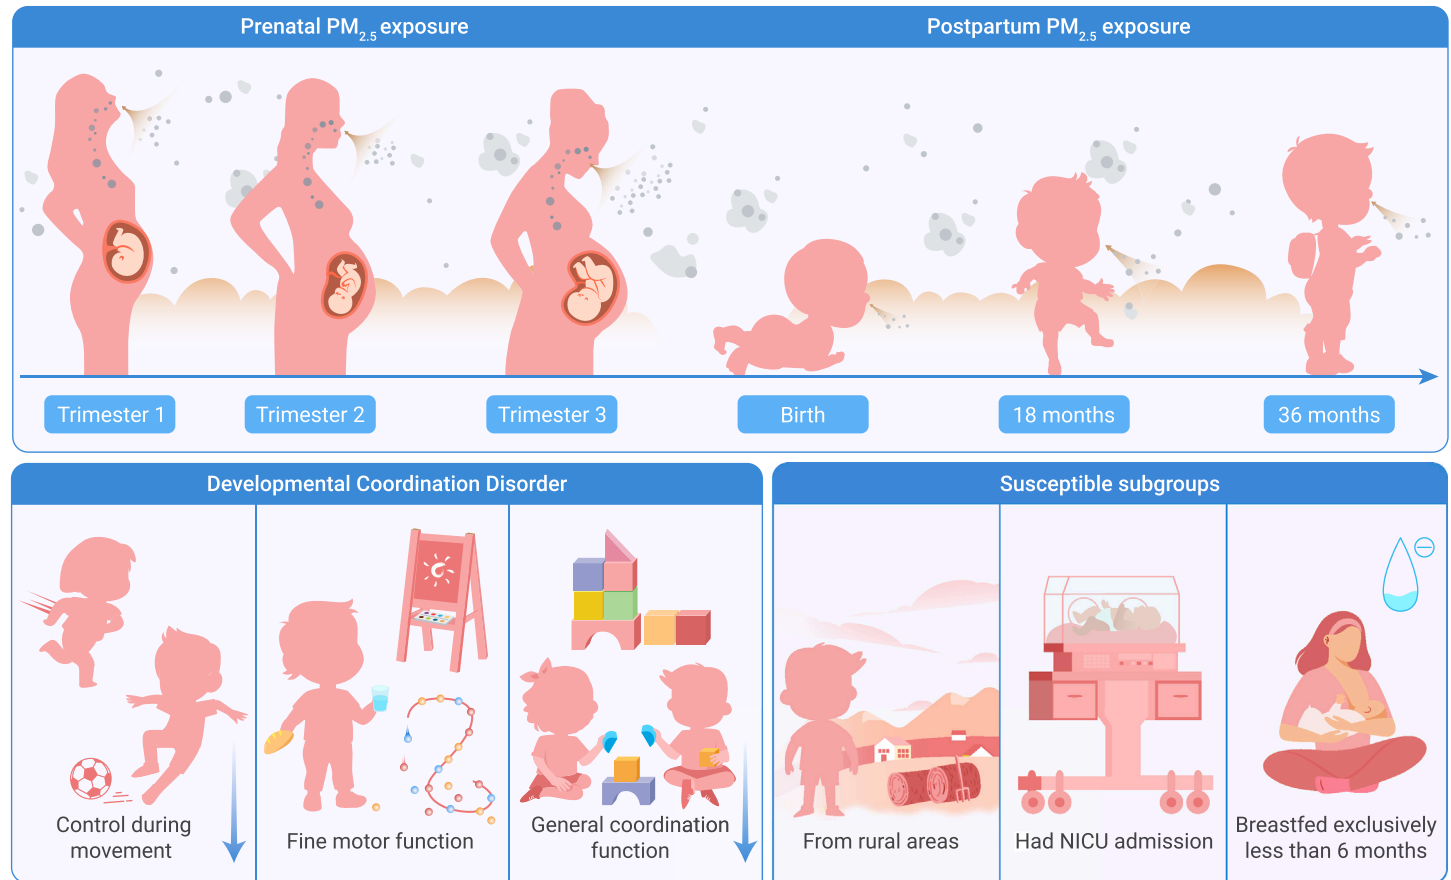 Prenatal PM2.5 exposure
Postpartum PM2.5 exposure
Trimester 1
Trimester 2
Trimester 3
Birth
18 months
36 months
Developmental Coordination Disorder
Control during
movement
Fine motor function
General coordination
function
Susceptible subgroups
From rural areas
Had NICU admission
Breastfed exclusively
less than 6 months